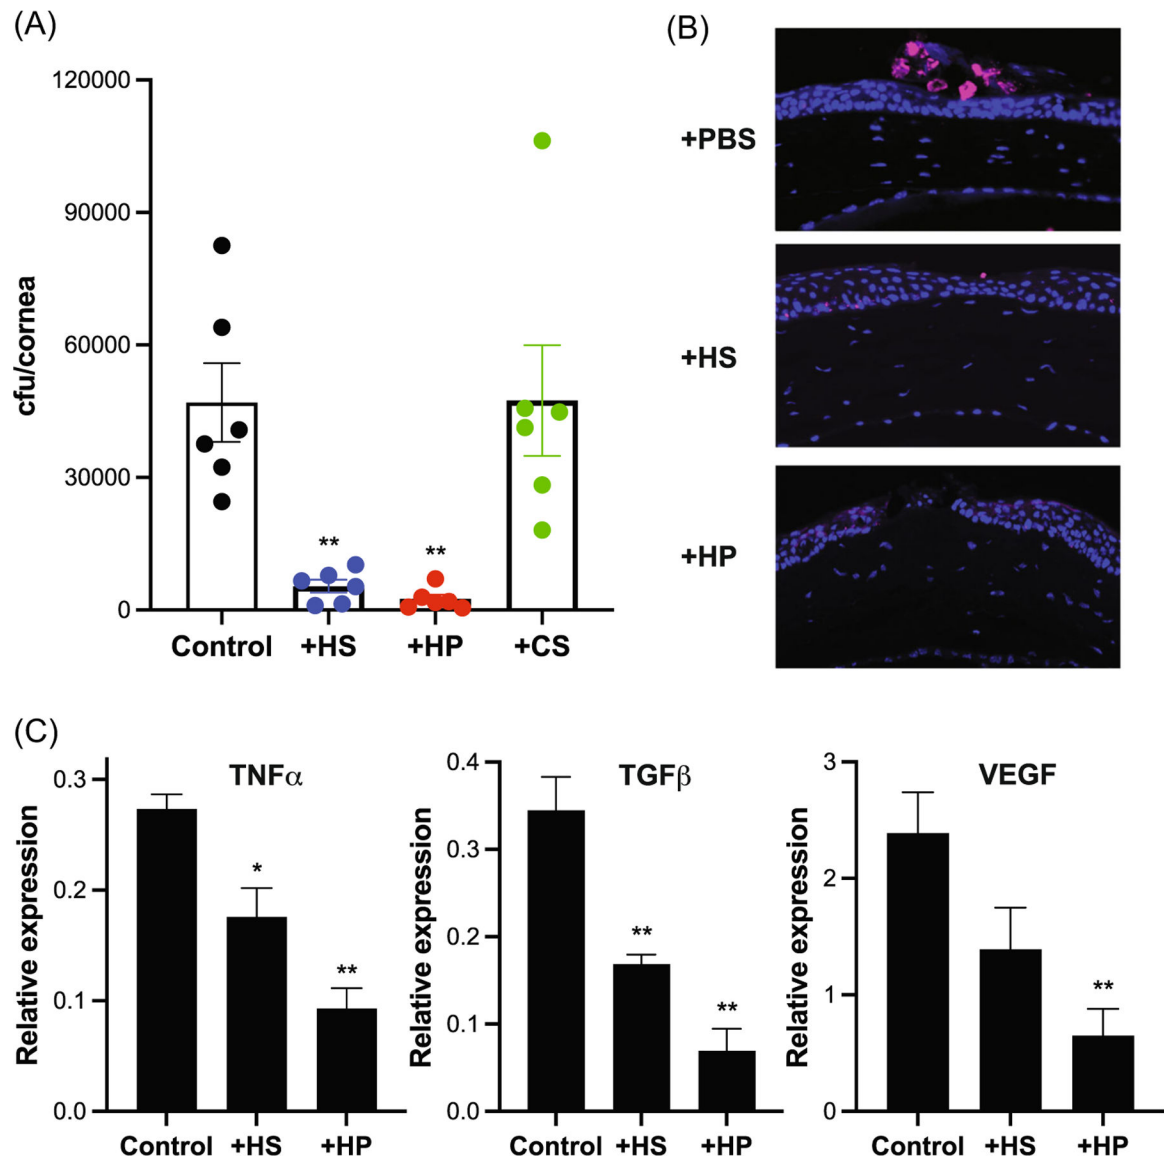 (A)
120000
90000
60000
30000
0
cfu/cornea
**
**
Control +HS +HP +CS
(B)
+PBS
+HS
+HP
(C)
TNFα
Relative expression
0.3
0.2
0.1
0.0
*
**
Control +HS +HP
TGFβ
Relative expression
0.4
0.3
0.2
0.1
0.0
**
**
Control +HS +HP
VEGF
Relative expression
3
2
1
0
**
Control +HS +HP